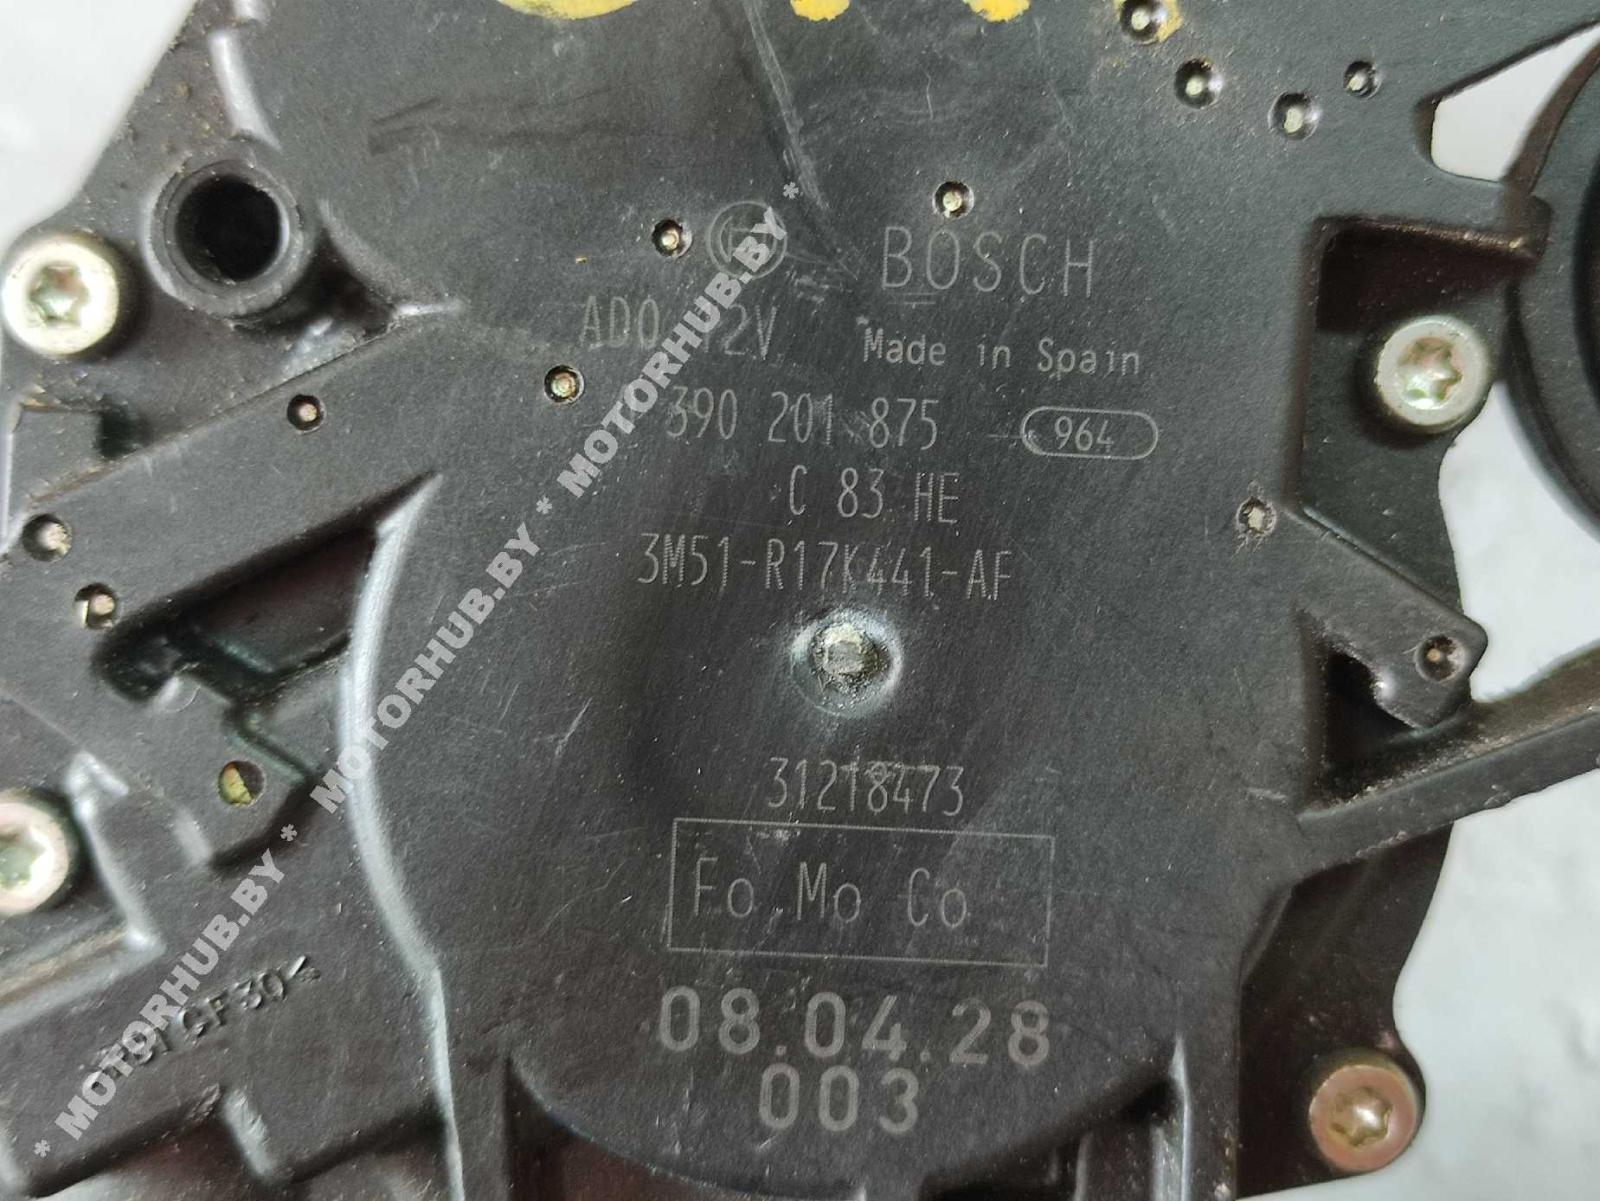 BOSCH
ADO 12V Made in Spain
390 201 875 964
C 83 HE
3M51-R17K441-AF
31218473
Fo Mo Co
08.04.28
003
GF30<
* MOTORHUB.BY * MOTORHUB.BY * MOTORHUB.BY * MOTORHUB.BY *